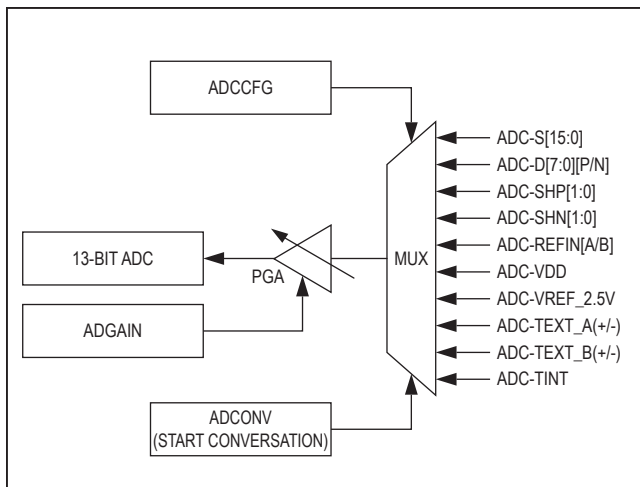 ADCCFG
ADC-S[15:0]
ADC-D[7:0][P/N]
ADC-SHP[1:0]
ADC-SHN[1:0]
ADC-REFIN[A/B]
ADC-VDD
ADC-VREF_2.5V
ADC-TEXT_A(+/-)
ADC-TEXT_B(+/-)
ADC-TINT
MUX
13-BIT ADC
PGA
ADGAIN
ADCONV
(START CONVERSATION)